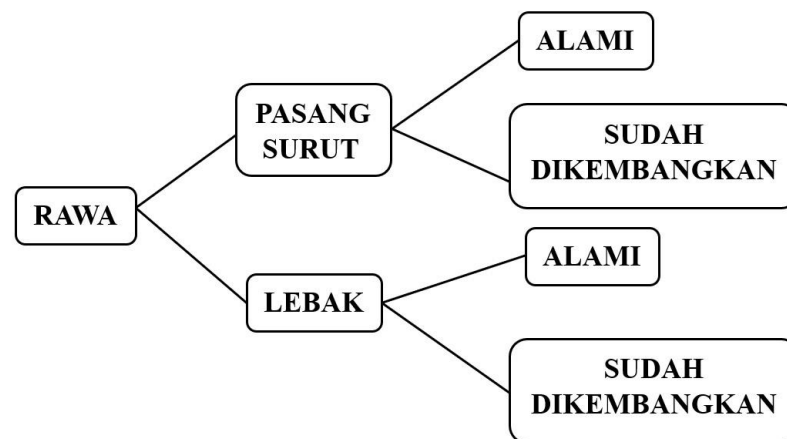 RAWA
PASANG
SURUT
ALAMI
SUDAH
DIKEMBANGKAN
LEBAK
ALAMI
SUDAH
DIKEMBANGKAN